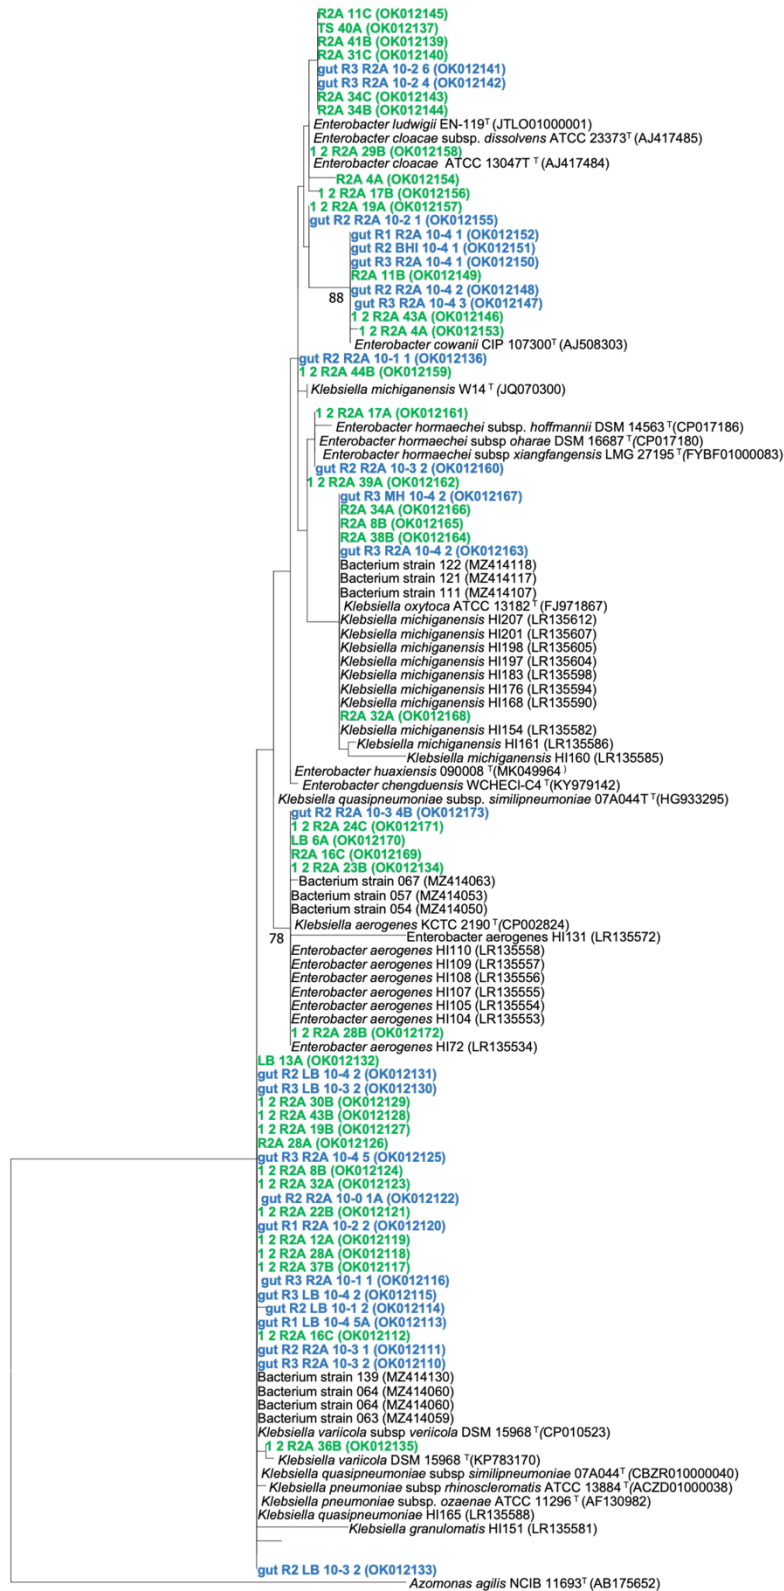 R2A 11C (OK012145)
TS 40A (OK012137)
R2A 41B (OK012139)
R2A 31C (OK012140)
gut R3 R2A 10-2 6 (OK012141)
gut R3 R2A 10-2 4 (OK012142)
R2A 34C (OK012143)
R2A 34B (OK012144)
Enterobacter ludwigii EN-119ᵀ (JTLO01000001)
Enterobacter cloacae subsp. dissolvens ATCC 23373ᵀ (AJ417485)
1 2 R2A 29B (OK012158)
Enterobacter cloacae ATCC 13047T ᵀ (AJ417484)
R2A 4A (OK012154)
1 2 R2A 17B (OK012156)
1 2 R2A 19A (OK012157)
gut R2 R2A 10-2 1 (OK012155)
gut R1 R2A 10-4 1 (OK012152)
gut R2 BHI 10-4 1 (OK012151)
gut R3 R2A 10-4 1 (OK012150)
R2A 11B (OK012149)
gut R2 R2A 10-4 2 (OK012148)
88
gut R3 R2A 10-4 3 (OK012147)
1 2 R2A 43A (OK012146)
1 2 R2A 4A (OK012153)
Enterobacter cowanii CIP 107300ᵀ (AJ508303)
gut R2 R2A 10-1 1 (OK012136)
1 2 R2A 44B (OK012159)
Klebsiella michiganensis W14 ᵀ (JQ070300)
1 2 R2A 17A (OK012161)
Enterobacter hormaechei subsp. hoffmannii DSM 14563 ᵀ (CP017186)
Enterobacter hormaechei subsp oharae DSM 16687 ᵀ (CP017180)
Enterobacter hormaechei subsp xiangfangensis LMG 27195 ᵀ (FYBF01000083)
gut R2 R2A 10-3 2 (OK012160)
1 2 R2A 39A (OK012162)
gut R3 MH 10-4 2 (OK012167)
R2A 34A (OK012166)
R2A 8B (OK012165)
R2A 38B (OK012164)
gut R3 R2A 10-4 2 (OK012163)
Bacterium strain 122 (MZ414118)
Bacterium strain 121 (MZ414117)
Bacterium strain 111 (MZ414107)
Klebsiella oxytoca ATCC 13182 ᵀ (FJ971867)
Klebsiella michiganensis HI207 (LR135612)
Klebsiella michiganensis HI201 (LR135607)
Klebsiella michiganensis HI198 (LR135605)
Klebsiella michiganensis HI197 (LR135604)
Klebsiella michiganensis HI183 (LR135598)
Klebsiella michiganensis HI176 (LR135594)
Klebsiella michiganensis HI168 (LR135590)
R2A 32A (OK012168)
Klebsiella michiganensis HI154 (LR135582)
Klebsiella michiganensis HI161 (LR135586)
Klebsiella michiganensis HI160 (LR135585)
Enterobacter huaxiensis 090008 ᵀ (MK049964 )
Enterobacter chengduensis WCHECl-C4 ᵀ (KY979142)
Klebsiella quasipneumoniae subsp. similipneumoniae 07A044T ᵀ (HG933295)
gut R2 R2A 10-3 4B (OK012173)
1 2 R2A 24C (OK012171)
LB 6A (OK012170)
R2A 16C (OK012169)
1 2 R2A 23B (OK012134)
Bacterium strain 067 (MZ414063)
Bacterium strain 057 (MZ414053)
Bacterium strain 054 (MZ414050)
Klebsiella aerogenes KCTC 2190 ᵀ (CP002824)
78
Enterobacter aerogenes HI131 (LR135572)
Enterobacter aerogenes HI110 (LR135558)
Enterobacter aerogenes HI109 (LR135557)
Enterobacter aerogenes HI108 (LR135556)
Enterobacter aerogenes HI107 (LR135555)
Enterobacter aerogenes HI105 (LR135554)
Enterobacter aerogenes HI104 (LR135553)
1 2 R2A 28B (OK012172)
Enterobacter aerogenes HI72 (LR135534)
LB 13A (OK012132)
gut R2 LB 10-4 2 (OK012131)
gut R3 LB 10-3 2 (OK012130)
1 2 R2A 30B (OK012129)
1 2 R2A 43B (OK012128)
1 2 R2A 19B (OK012127)
R2A 28A (OK012126)
gut R3 R2A 10-4 5 (OK012125)
1 2 R2A 8B (OK012124)
1 2 R2A 32A (OK012123)
gut R2 R2A 10-0 1A (OK012122)
1 2 R2A 22B (OK012121)
gut R1 R2A 10-2 2 (OK012120)
1 2 R2A 12A (OK012119)
1 2 R2A 28A (OK012118)
1 2 R2A 37B (OK012117)
gut R3 R2A 10-1 1 (OK012116)
gut R3 LB 10-4 2 (OK012115)
gut R2 LB 10-1 2 (OK012114)
gut R1 LB 10-4 5A (OK012113)
1 2 R2A 16C (OK012112)
gut R2 R2A 10-3 1 (OK012111)
gut R3 R2A 10-3 2 (OK012110)
Bacterium strain 139 (MZ414130)
Bacterium strain 064 (MZ414060)
Bacterium strain 064 (MZ414060)
Bacterium strain 063 (MZ414059)
Klebsiella variicola subsp veriicola DSM 15968 ᵀ (CP010523)
1 2 R2A 36B (OK012135)
Klebsiella variicola DSM 15968 ᵀ (KP783170)
Klebsiella quasipneumoniae subsp similipneumoniae 07A044ᵀ (CBZR010000040)
Klebsiella pneumoniae subsp rhinoscleromatis ATCC 13884 ᵀ (ACZD01000038)
Klebsiella pneumoniae subsp. ozaenae ATCC 11296 ᵀ (AF130982)
Klebsiella quasipneumoniae HI165 (LR135588)
Klebsiella granulomatis HI151 (LR135581)
gut R2 LB 10-3 2 (OK012133)
Azomonas agilis NCIB 11693ᵀ (AB175652)